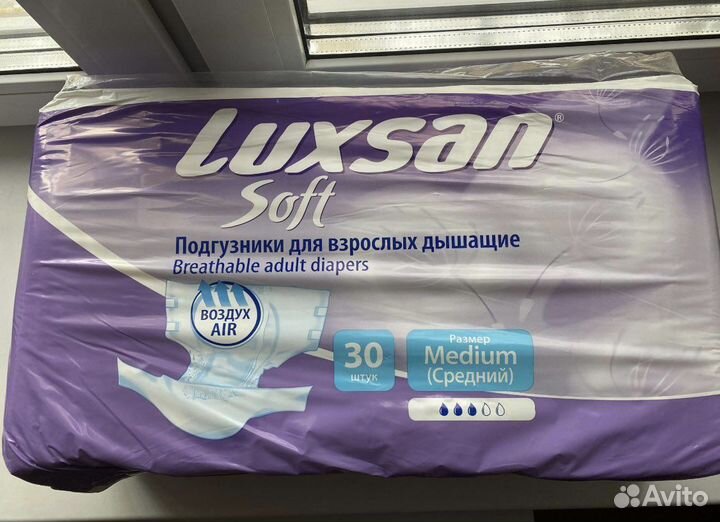 Luxsan®
Soft
Подгузники для взрослых дышащие
Breathable adult diapers
ВОЗДУХ
AIR
30
штук
Размер
Medium
(Средний)
Avito